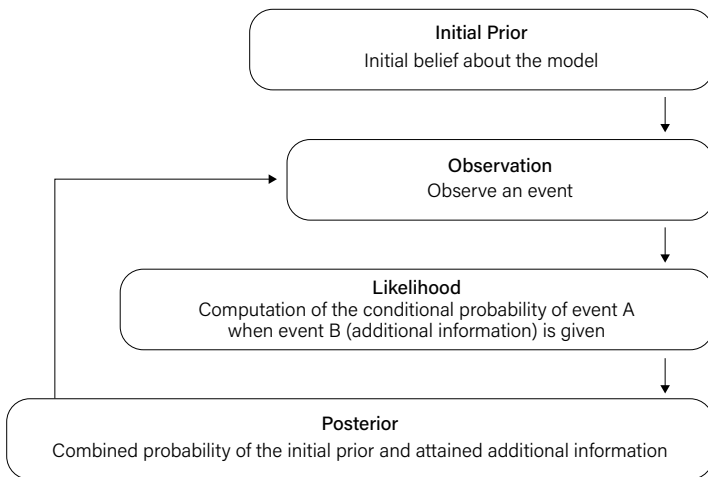 Initial Prior
Initial belief about the model
Observation
Observe an event
Likelihood
Computation of the conditional probability of event A
when event B (additional information) is given
Posterior
Combined probability of the initial prior and attained additional information